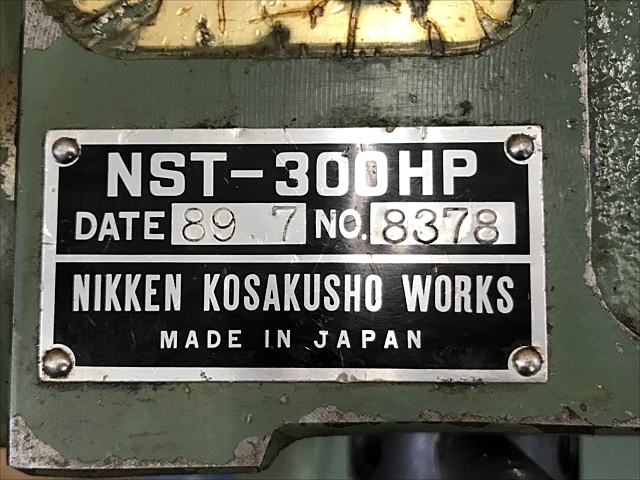 NST-300HP
DATE 89 7 NO. 8378
NIKKEN KOSAKUSHO WORKS
MADE IN JAPAN